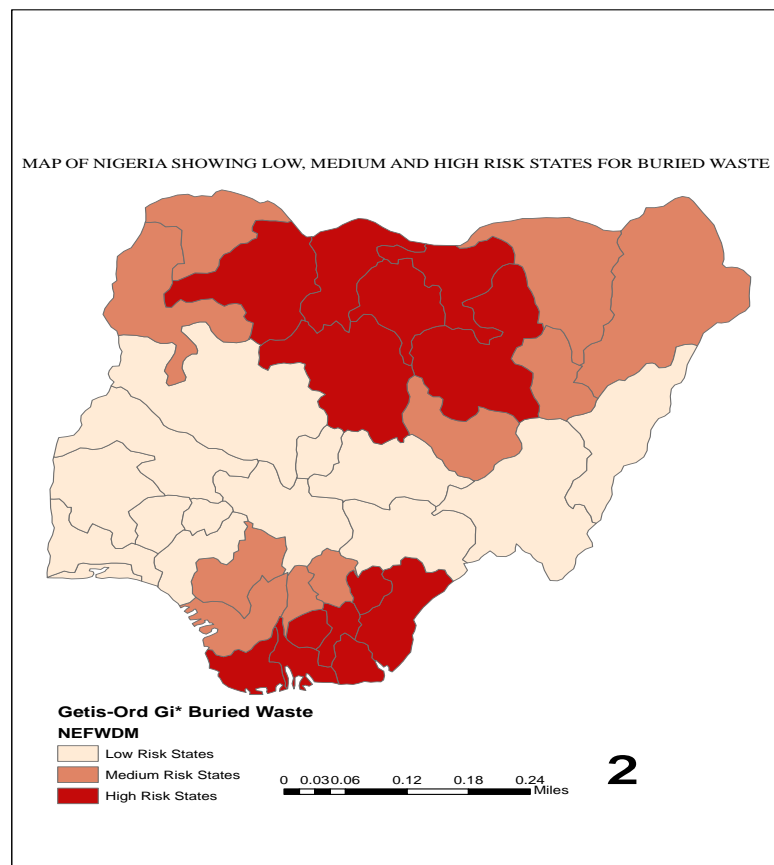 MAP OF NIGERIA SHOWING LOW, MEDIUM AND HIGH RISK STATES FOR BURIED WASTE
Getis-Ord Gi* Buried Waste
NEFWDM
Low Risk States
Medium Risk States
High Risk States
0 0.030.06 0.12 0.18 0.24
Miles
2